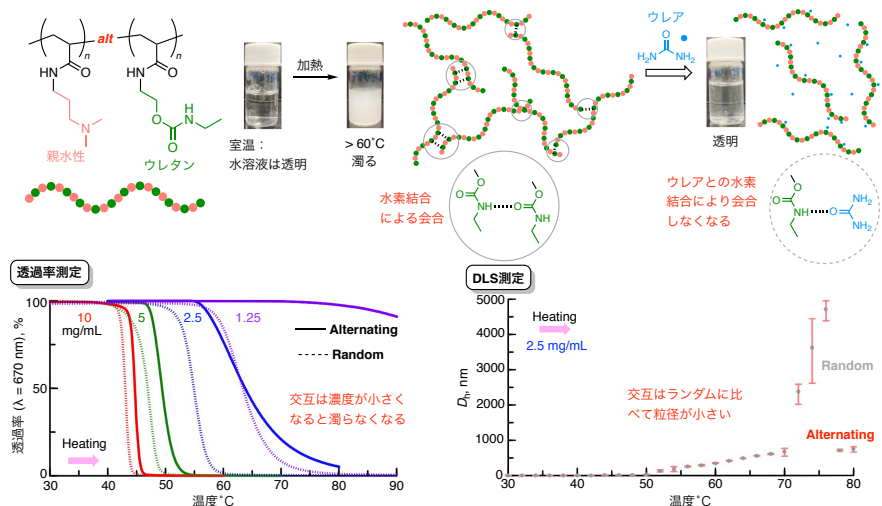 n
alt
n
NH
O
NH
O
N
O
H
N
O
親水性
ウレタン
加熱
室温：
水溶液は透明
> 60˚C
濁る
ウレア
O
H₂N
NH₂
透明
水素結合
による会合
O
O
NH
O
O
NH
ウレアとの水素
結合により会合
しなくなる
O
O
NH
O
NH₂
NH₂
透過率測定
透過率 (λ = 670 nm), %
100
50
0
10
mg/mL
5
2.5
1.25
Alternating
Random
交互は濃度が小さく
なると濁らなくなる
Heating
30
40
50
60
70
80
90
温度˚C
DLS測定
Dh, nm
5000
4000
3000
2000
1000
0
Heating
2.5 mg/mL
交互はランダムに比
べて粒径が小さい
Random
Alternating
30
40
50
60
70
80
温度˚C